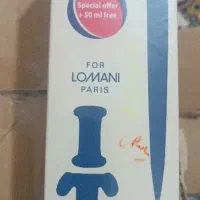 Special offer
+ 50 ml free
FOR
LOMANI
PARIS